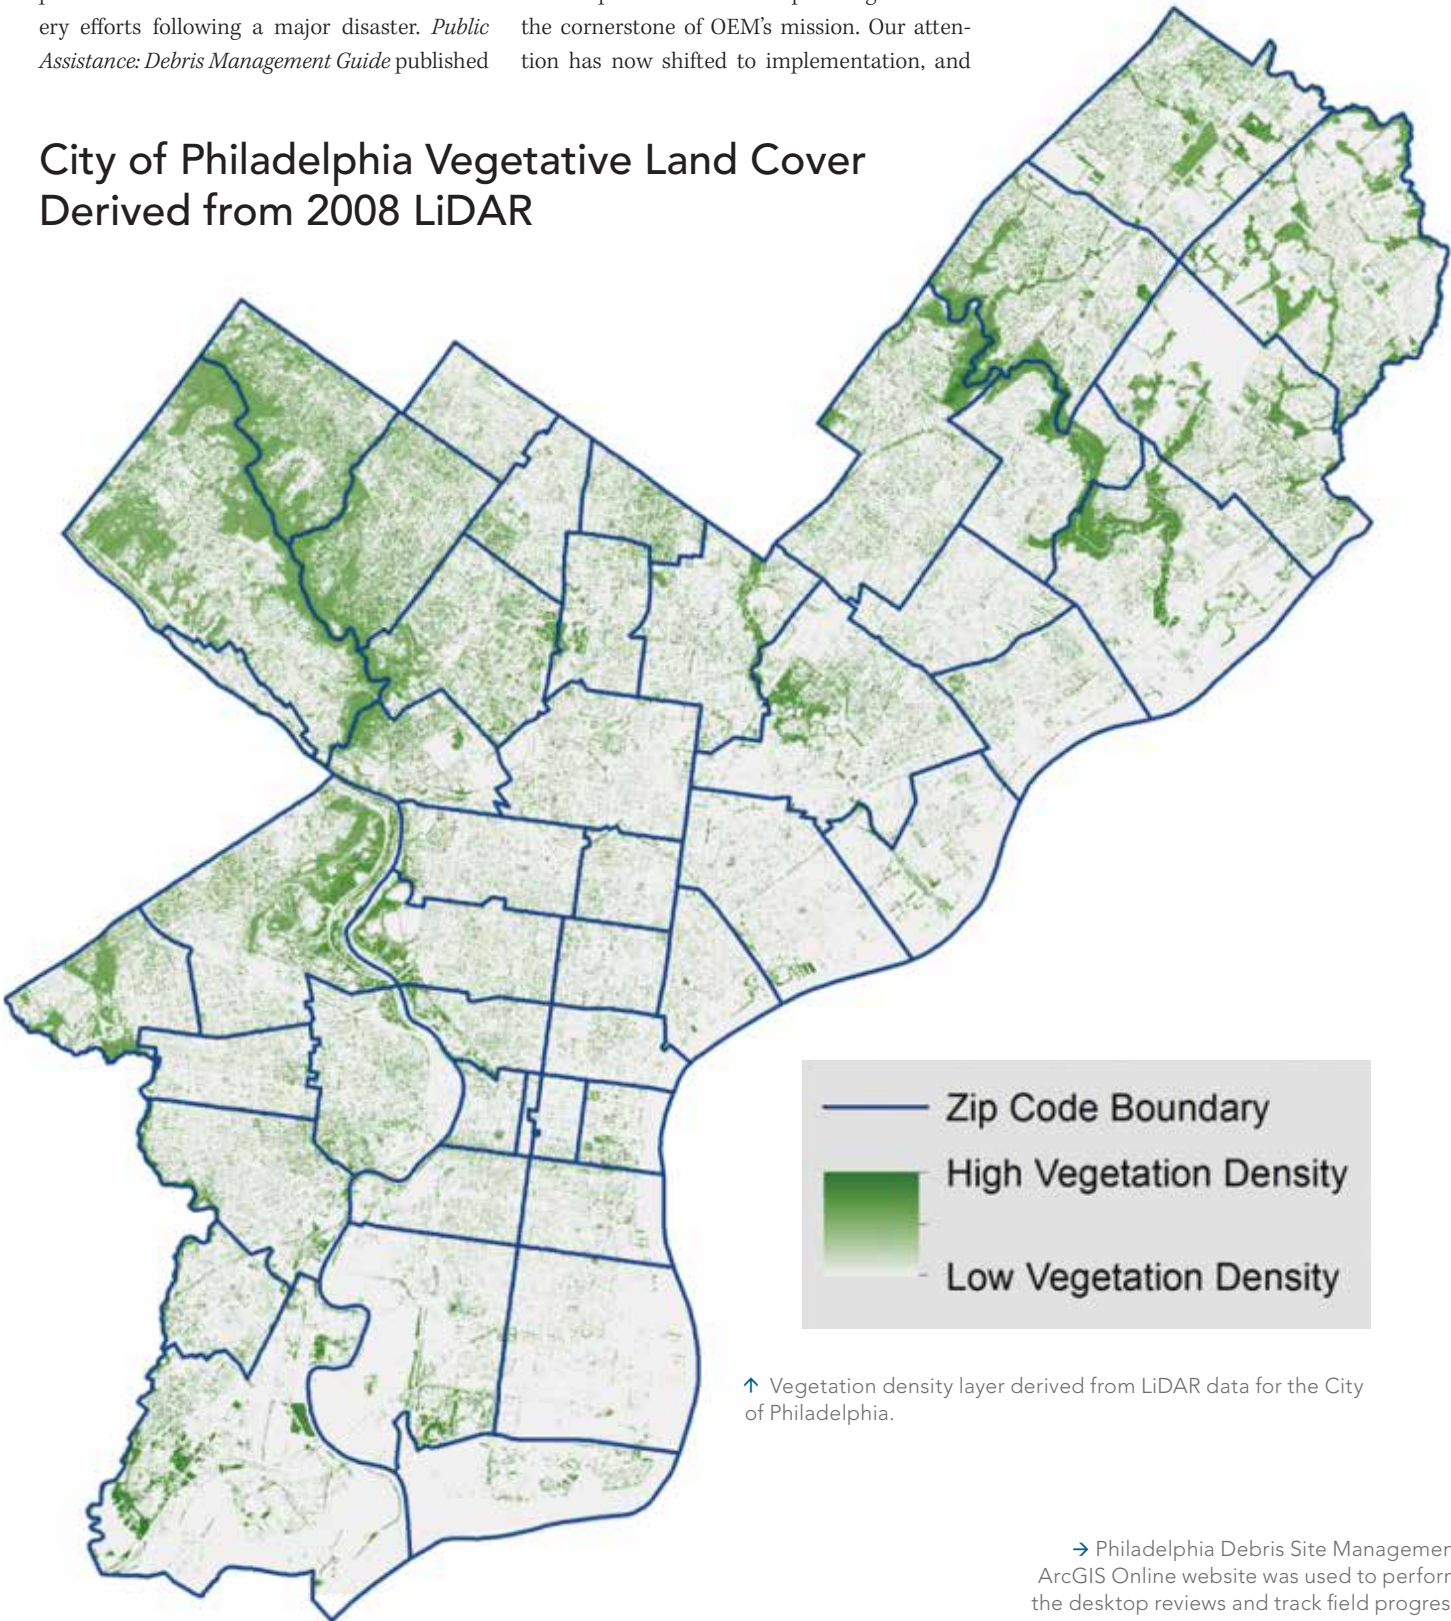 ery efforts following a major disaster. Public
Assistance: Debris Management Guide published
the cornerstone of OEM's mission. Our atten-
tion has now shifted to implementation, and
City of Philadelphia Vegetative Land Cover
Derived from 2008 LiDAR
Zip Code Boundary
High Vegetation Density
Low Vegetation Density
↑ Vegetation density layer derived from LiDAR data for the City
of Philadelphia.
→ Philadelphia Debris Site Managemen
ArcGIS Online website was used to perfor
the desktop reviews and track field progres